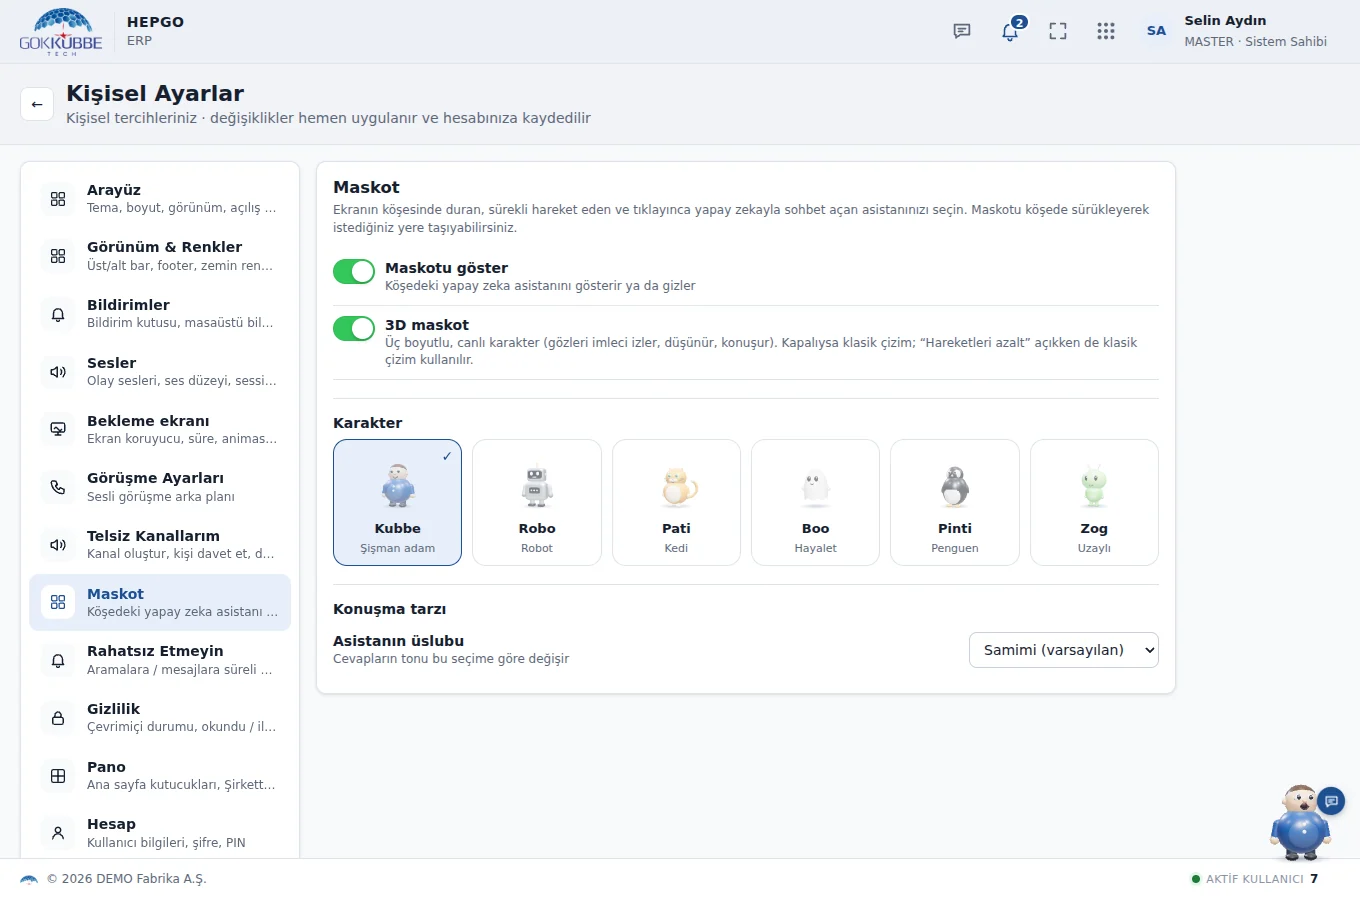 GOKKUBBE
TECH
HEPGO
ERP
2
SA
Selin Aydın
MASTER · Sistem Sahibi
←
Kişisel Ayarlar
Kişisel tercihleriniz · değişiklikler hemen uygulanır ve hesabınıza kaydedilir
Arayüz
Tema, boyut, görünüm, açılış ...
Görünüm & Renkler
Üst/alt bar, footer, zemin ren...
Bildirimler
Bildirim kutusu, masaüstü bil...
Sesler
Olay sesleri, ses düzeyi, sessi...
Bekleme ekranı
Ekran koruyucu, süre, animas...
Görüşme Ayarları
Sesli görüşme arka planı
Telsiz Kanallarım
Kanal oluştur, kişi davet et, d...
Maskot
Köşedeki yapay zeka asistanı ...
Rahatsız Etmeyin
Aramalara / mesajlara süreli ...
Gizlilik
Çevrimiçi durumu, okundu / il...
Pano
Ana sayfa kutucukları, Şirkett...
Hesap
Kullanıcı bilgileri, şifre, PIN
Maskot
Ekranın köşesinde duran, sürekli hareket eden ve tıklayınca yapay zekayla sohbet açan asistanınızı seçin. Maskotu köşede sürükleyerek
istediğiniz yere taşıyabilirsiniz.
Maskotu göster
Köşedeki yapay zeka asistanını gösterir ya da gizler
3D maskot
Üç boyutlu, canlı karakter (gözleri imleci izler, düşünür, konuşur). Kapalıysa klasik çizim; “Hareketleri azalt” açıkken de klasik
çizim kullanılır.
Karakter
✓
Kubbe
Şişman adam
Robo
Robot
Pati
Kedi
Boo
Hayalet
Pinti
Penguen
Zog
Uzaylı
Konuşma tarzı
Asistanın üslubu
Cevapların tonu bu seçime göre değişir
Samimi (varsayılan)
© 2026 DEMO Fabrika A.Ş.
AKTİF KULLANICI 7